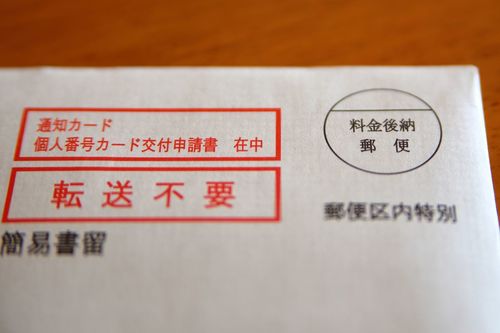 通知カード
個人番号カード交付申請書 在中
転送不要
簡易書留
料金後納
郵便
郵便区内特別